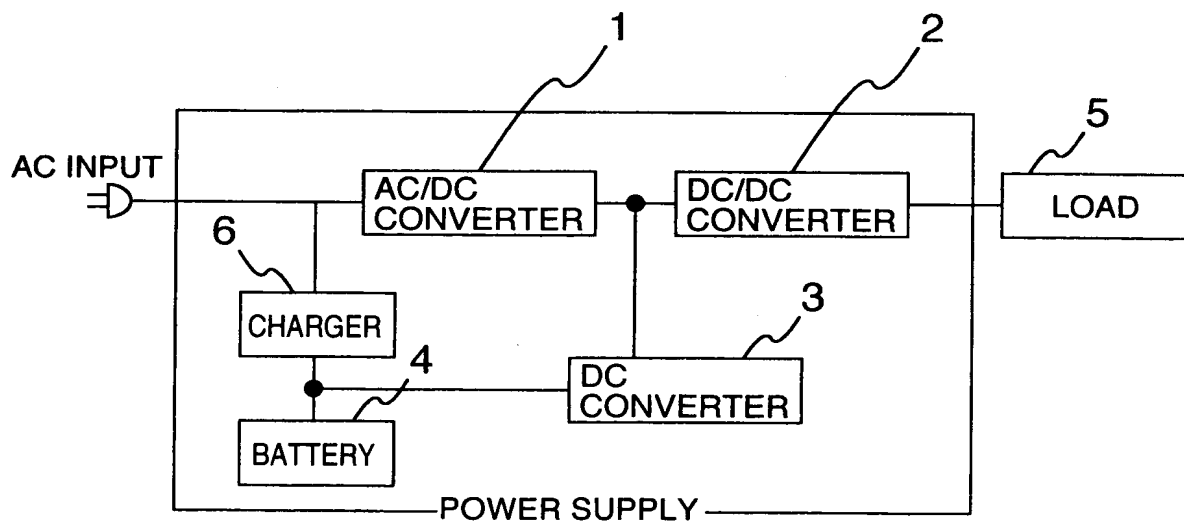 1
2
5
AC INPUT
AC/DC
CONVERTER
DC/DC
CONVERTER
LOAD
6
CHARGER
3
4
DC
CONVERTER
BATTERY
POWER SUPPLY